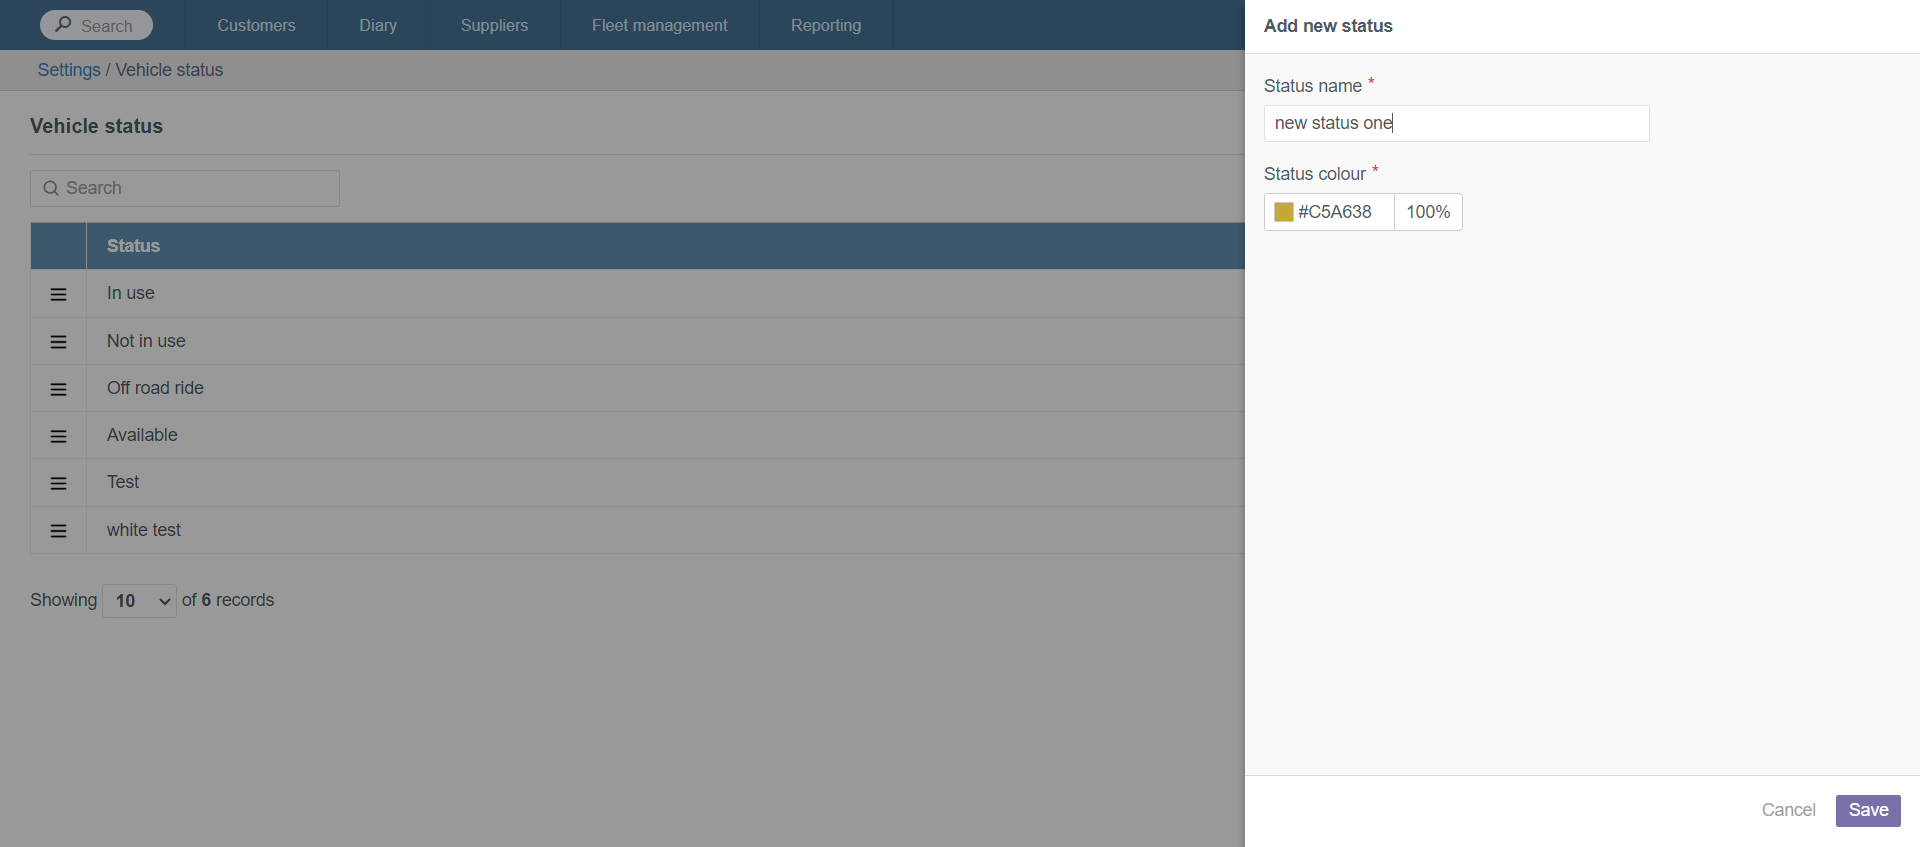 Search
Customers
Diary
Suppliers
Fleet management
Reporting
Settings / Vehicle status
Vehicle status
Search
Status
In use
Not in use
Off road ride
Available
Test
white test
Showing 10 of 6 records
Add new status
Status name *
new status one
Status colour *
#C5A638 100%
Cancel
Save